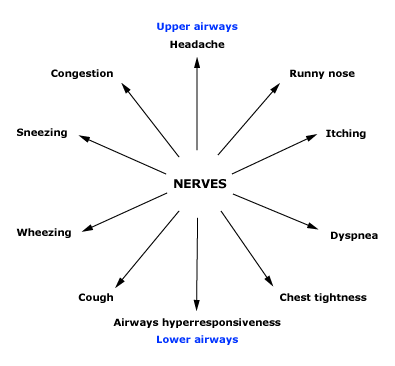 Upper airways
Headache
Congestion
Runny nose
Sneezing
Itching
NERVES
Wheezing
Dyspnea
Cough
Chest tightness
Airways hyperresponsiveness
Lower airways